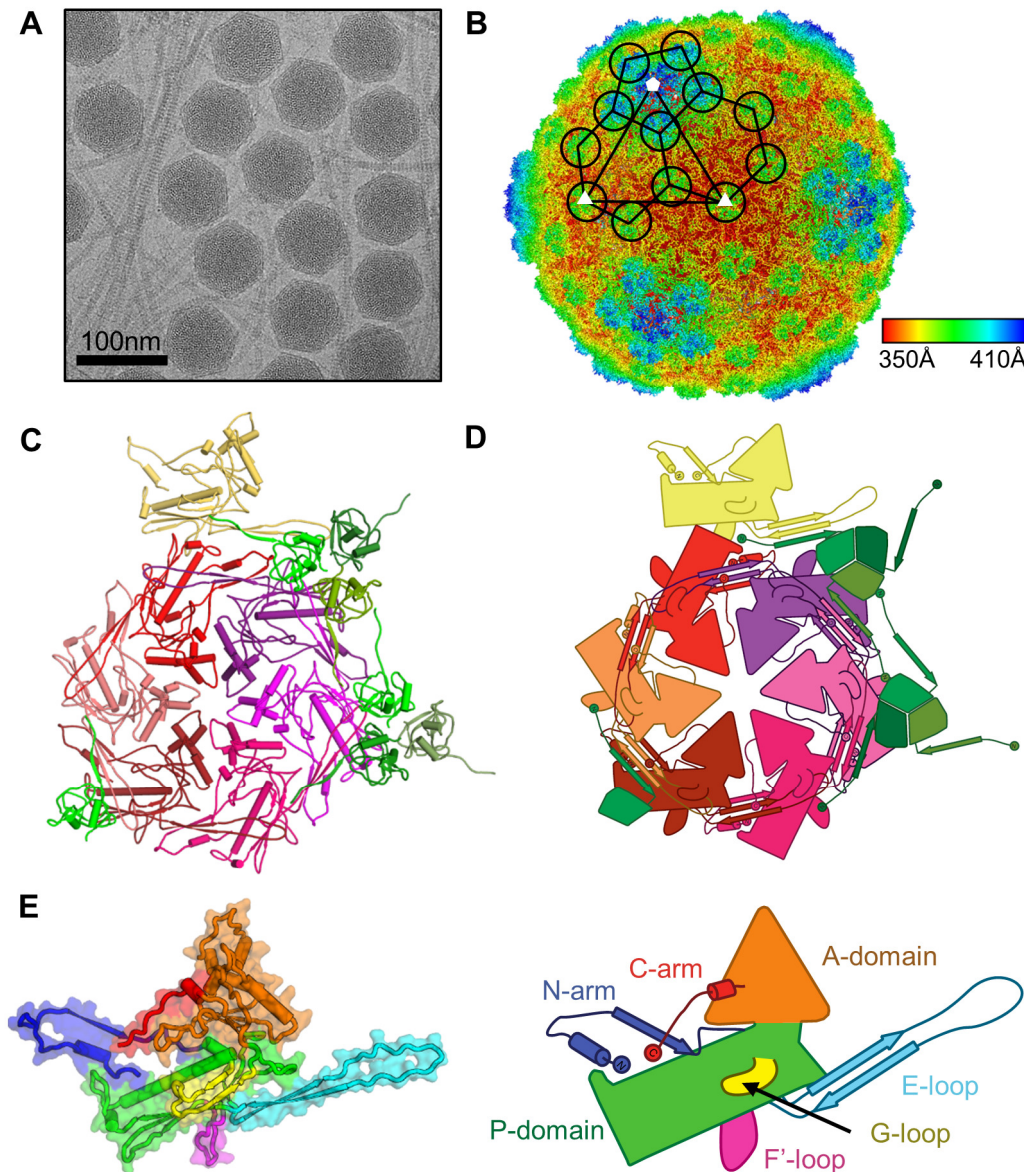 A
100nm
B
350Å
410Å
C
D
N
C
E
N-arm
C-arm
A-domain
N
C
E-loop
P-domain
G-loop
F'-loop